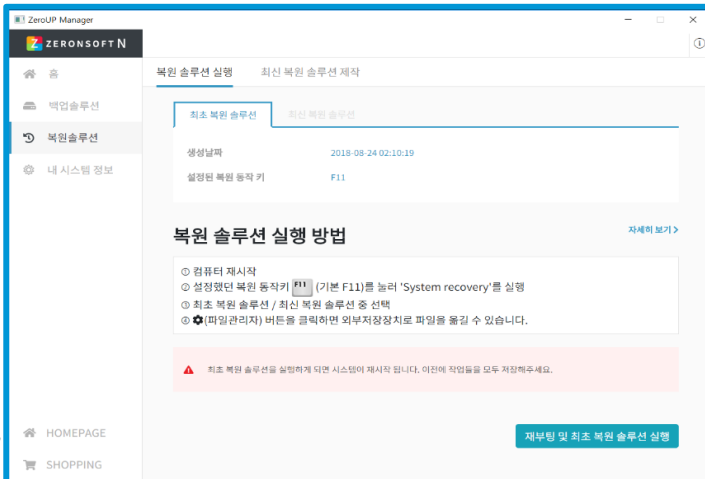 ZeroUP Manager
Z ZERONSOFT N
홈
백업솔루션
복원솔루션
내 시스템 정보
HOMEPAGE
SHOPPING
복원 솔루션 실행 최신 복원 솔루션 제작
최초 복원 솔루션 최신 복원 솔루션
생성날짜 2018-08-24 02:10:19
설정된 복원 동작 키 F11
복원 솔루션 실행 방법 자세히 보기 >
① 컴퓨터 재시작
② 설정했던 복원 동작키 F11 (기본 F11)를 눌러 'System recovery'를 실행
③ 최초 복원 솔루션 / 최신 복원 솔루션 중 선택
④ (파일관리자) 버튼을 클릭하면 외부저장장치로 파일을 옮길 수 있습니다.
최초 복원 솔루션을 실행하게 되면 시스템이 재시작 됩니다. 이전에 작업들을 모두 저장해주세요.
재부팅 및 최초 복원 솔루션 실행